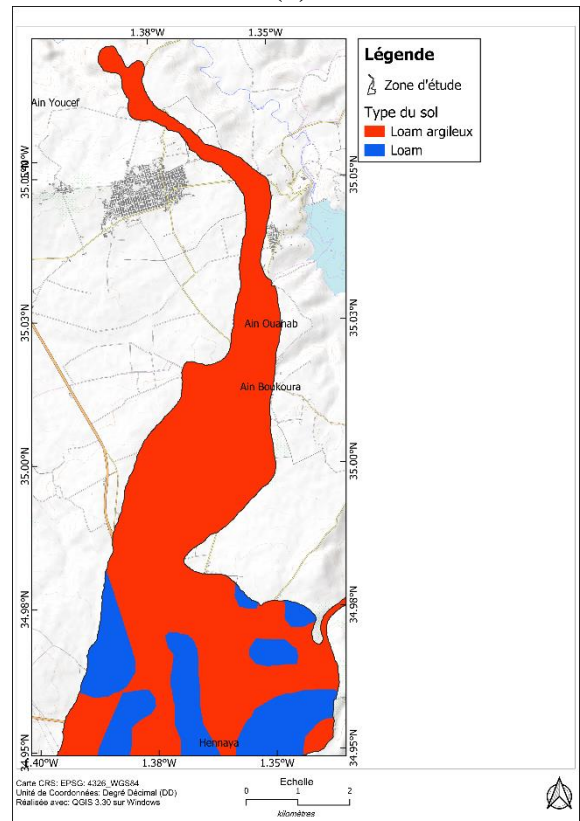 1.38°W 1.35°W
Légende
Zone d'étude
Type du sol
Loam argileux
Loam
Ain Youcef
35.05°N 35.05°N
35.03°N 35.03°N
Ain Ouahab
Ain Boukoura
35.00°N 35.00°N
34.98°N 34.98°N
Hennaya
34.95°N 34.95°N
1.40°W 1.38°W 1.35°W
Carte CRS: EPSG: 4326_WGS84
Unité de Coordonnées: Degré Décimal (DD)
Réalisée avec: QGIS 3.30 sur Windows
Echelle
0 1 2
kilomètres